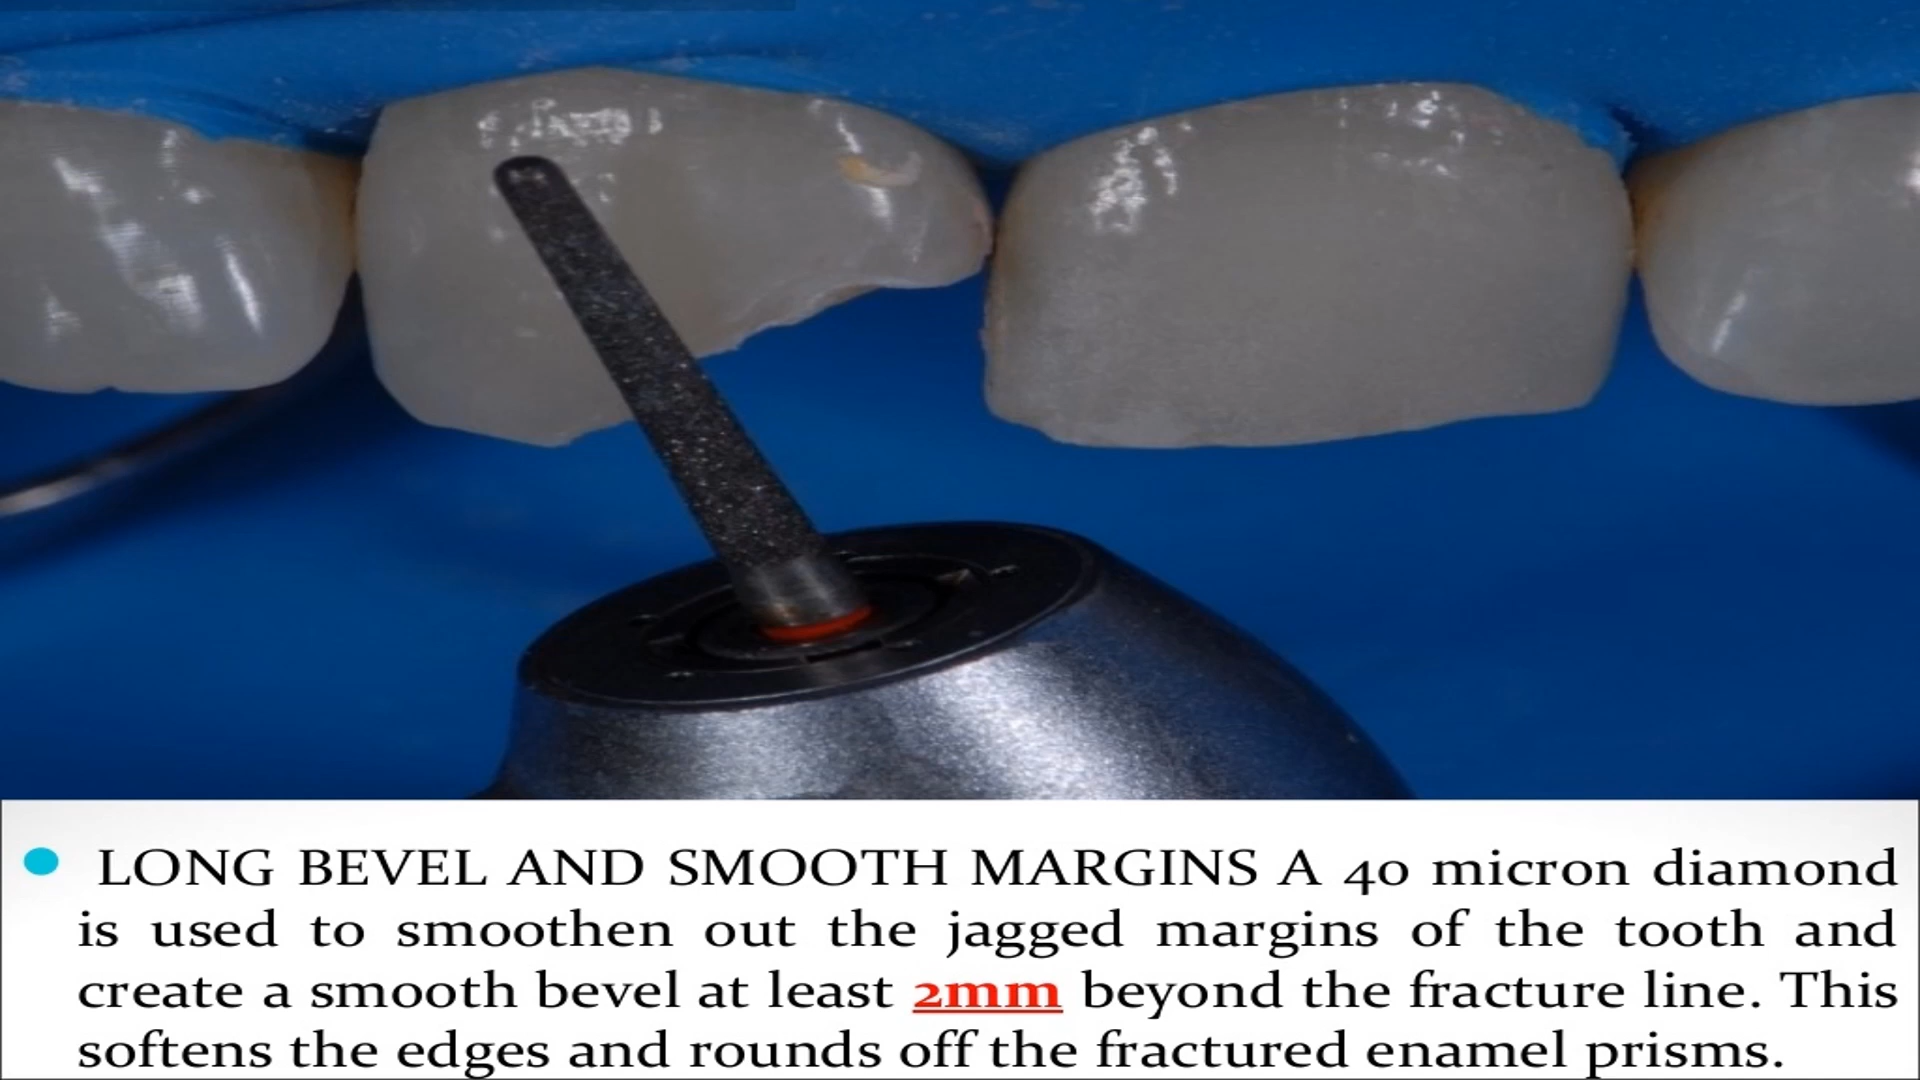 LONG BEVEL AND SMOOTH MARGINS A 40 micron diamond
is used to smoothen out the jagged margins of the tooth and
create a smooth bevel at least 2mm beyond the fracture line. This
softens the edges and rounds off the fractured enamel prisms.